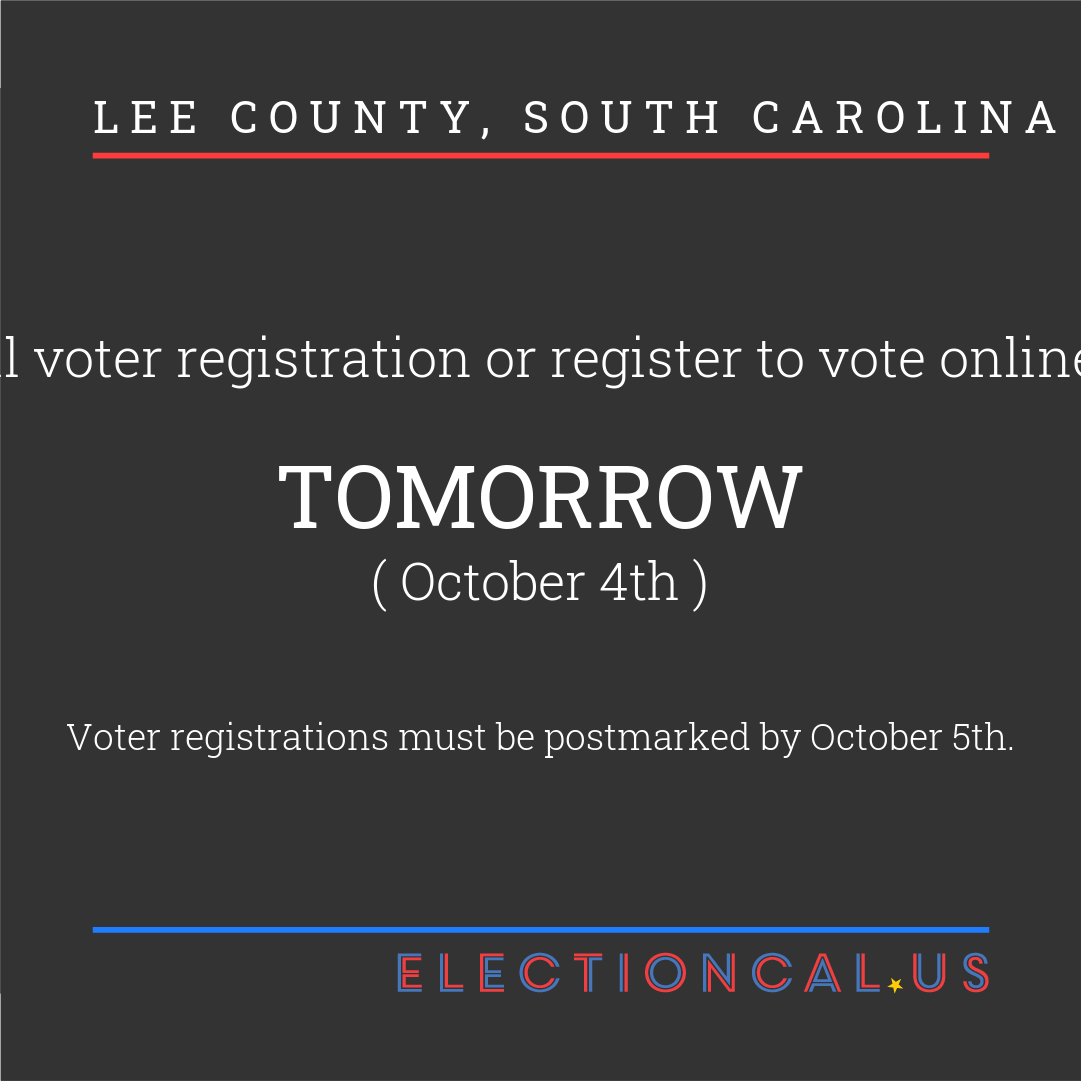 LEE COUNTY, SOUTH CAROLINA
voter registration or register to vote online
TOMORROW
( October 4th )
Voter registrations must be postmarked by October 5th.
ELECTIONCAL.US